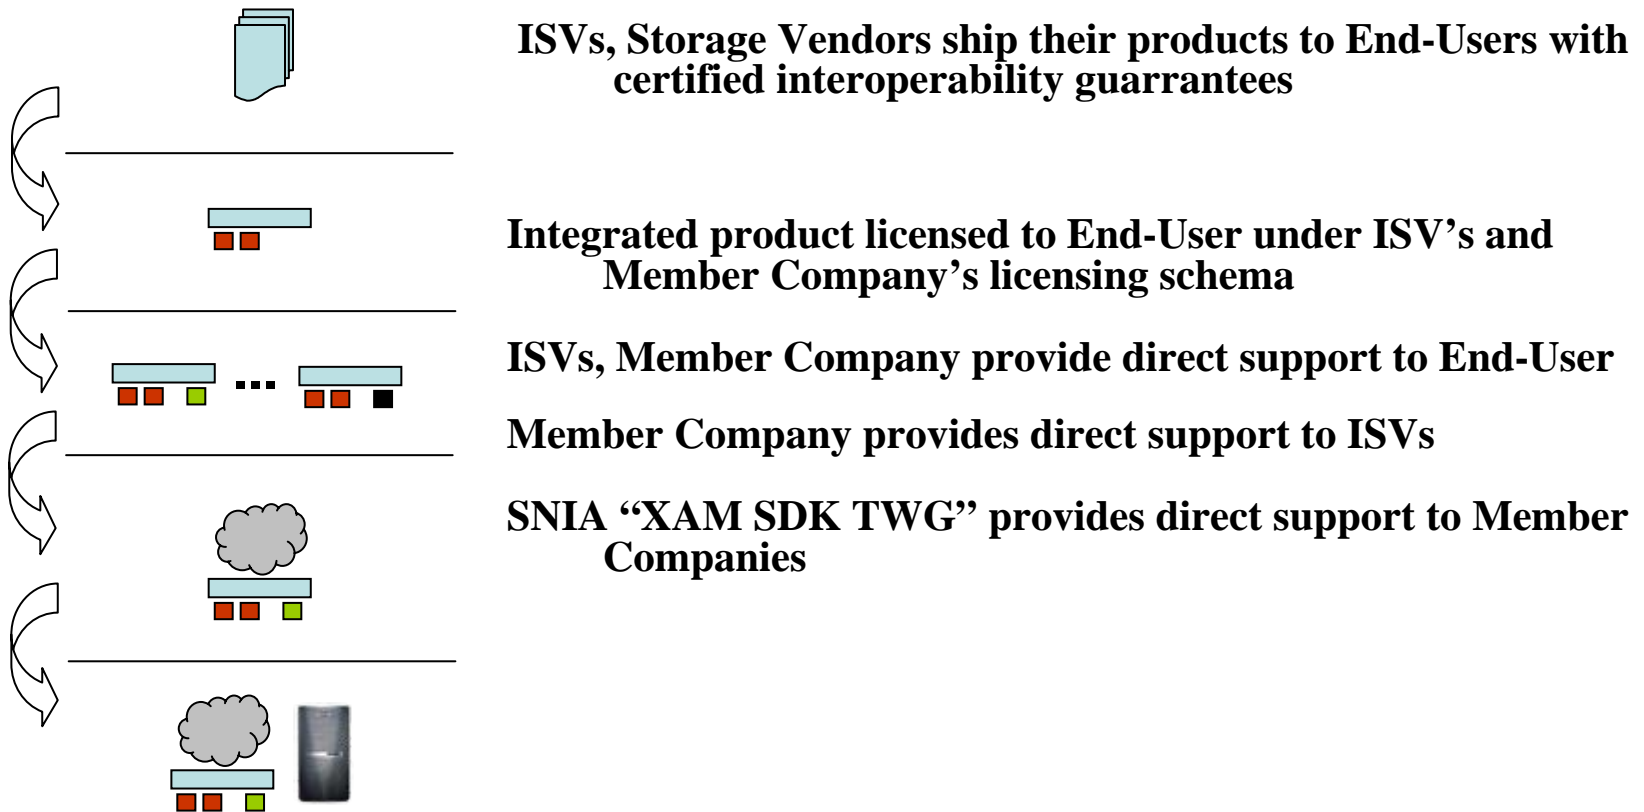 ISVs, Storage Vendors ship their products to End-Users with
certified interoperability guarrantees
Integrated product licensed to End-User under ISV’s and
Member Company’s licensing schema
ISVs, Member Company provide direct support to End-User
Member Company provides direct support to ISVs
SNIA “XAM SDK TWG” provides direct support to Member
Companies